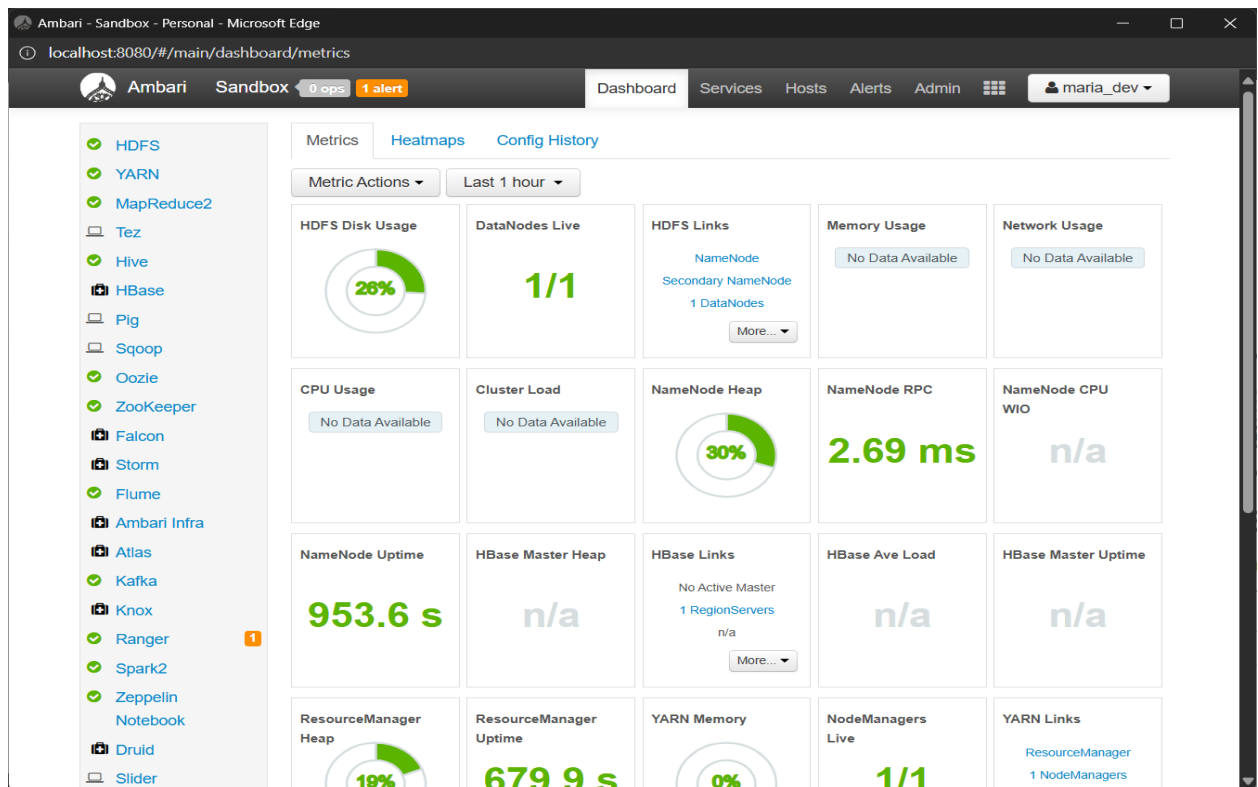 Ambari - Sandbox - Personal - Microsoft Edge
localhost:8080/#/main/dashboard/metrics
Ambari Sandbox 0 ops 1 alert Dashboard Services Hosts Alerts Admin maria_dev
HDFS
YARN
MapReduce2
Tez
Hive
HBase
Pig
Sqoop
Oozie
ZooKeeper
Falcon
Storm
Flume
Ambari Infra
Atlas
Kafka
Knox
Ranger 1
Spark2
Zeppelin
Notebook
Druid
Slider
Metrics Heatmaps Config History
Metric Actions Last 1 hour
HDFS Disk Usage
26%
DataNodes Live
1/1
HDFS Links
NameNode
Secondary NameNode
1 DataNodes
More...
Memory Usage
No Data Available
Network Usage
No Data Available
CPU Usage
No Data Available
Cluster Load
No Data Available
NameNode Heap
30%
NameNode RPC
2.69 ms
NameNode CPU
WIO
n/a
NameNode Uptime
953.6 s
HBase Master Heap
n/a
HBase Links
No Active Master
1 RegionServers
n/a
More...
HBase Ave Load
n/a
HBase Master Uptime
n/a
ResourceManager
Heap
19%
ResourceManager
Uptime
679.9 s
YARN Memory
0%
NodeManagers
Live
1/1
YARN Links
ResourceManager
1 NodeManagers